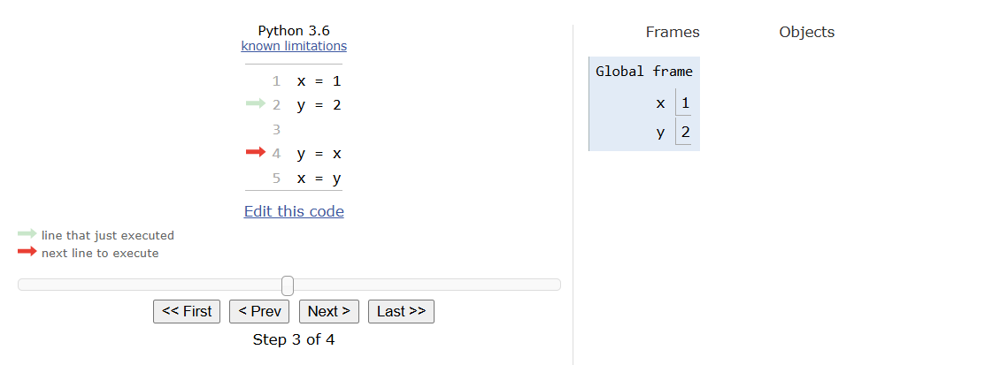 Python 3.6
known limitations
1 x = 1
2 y = 2
3
4 y = x
5 x = y
Edit this code
line that just executed
next line to execute
<< First < Prev Next > Last >>
Step 3 of 4
Frames Objects
Global frame
x 1
y 2